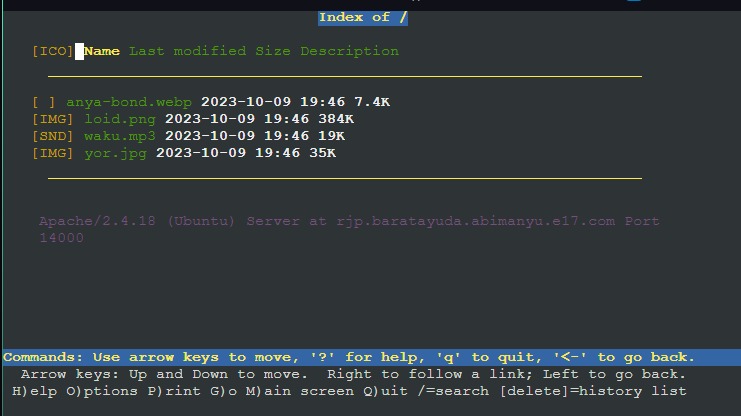 Index of /
[ICO] Name Last modified Size Description
[ ] anya-bond.webp 2023-10-09 19:46 7.4K
[IMG] loid.png 2023-10-09 19:46 384K
[SND] waku.mp3 2023-10-09 19:46 19K
[IMG] yor.jpg 2023-10-09 19:46 35K
Apache/2.4.18 (Ubuntu) Server at rjp.baratayuda.abimanyu.e17.com Port
14000
Commands: Use arrow keys to move, '?' for help, 'q' to quit, '<-' to go back.
Arrow keys: Up and Down to move.  Right to follow a link; Left to go back.
H)elp O)ptions P)rint G)o M)ain screen Q)uit /=search [delete]=history list